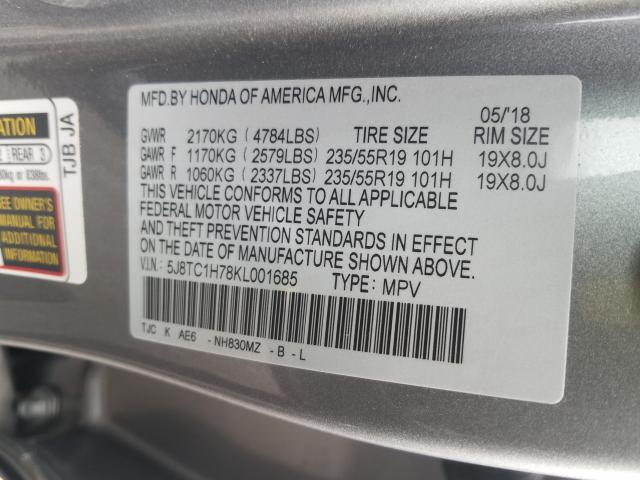 MFD.BY HONDA OF AMERICA MFG.,INC.
05/'18
GVWR 2170KG (4784LBS) TIRE SIZE RIM SIZE
GAWR F 1170KG (2579LBS) 235/55R19 101H 19X8.0J
GAWR R 1060KG (2337LBS) 235/55R19 101H 19X8.0J
THIS VEHICLE CONFORMS TO ALL APPLICABLE
FEDERAL MOTOR VEHICLE SAFETY
AND THEFT PREVENTION STANDARDS IN EFFECT
ON THE DATE OF MANUFACTURE SHOWN ABOVE.
V.I.N.: 5J8TC1H78KL001685 TYPE: MPV
TJC K AE6 -NH830MZ -B -L
TJB JA
ATION
REAR 3
SEE OWNER'S
MANUAL FOR
ADDITIONAL
INFORMATION